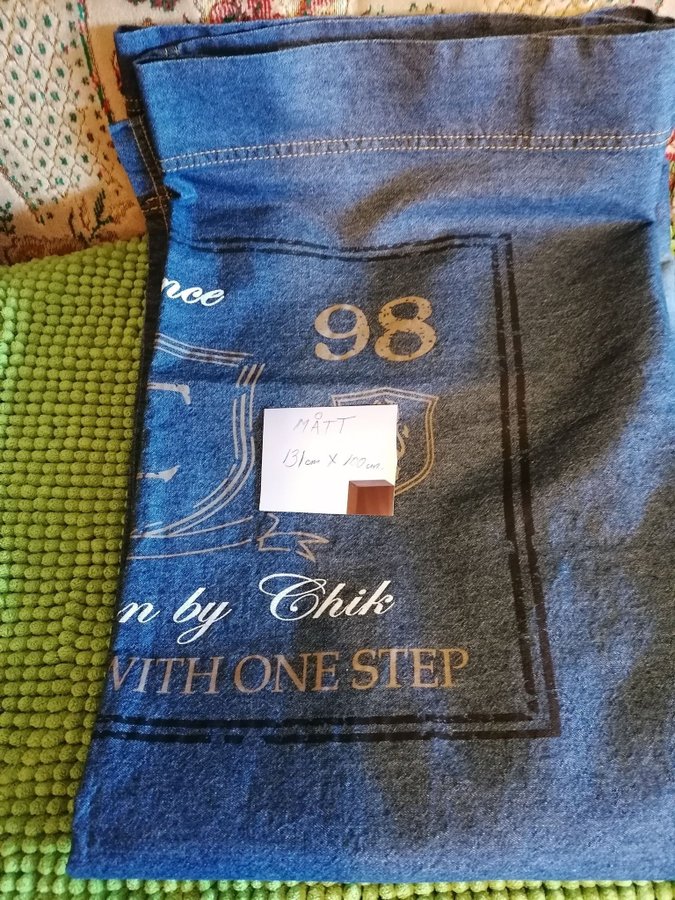 nce
98
MÅTT
131cm X 100cm.
n by Chik
WITH ONE STEP